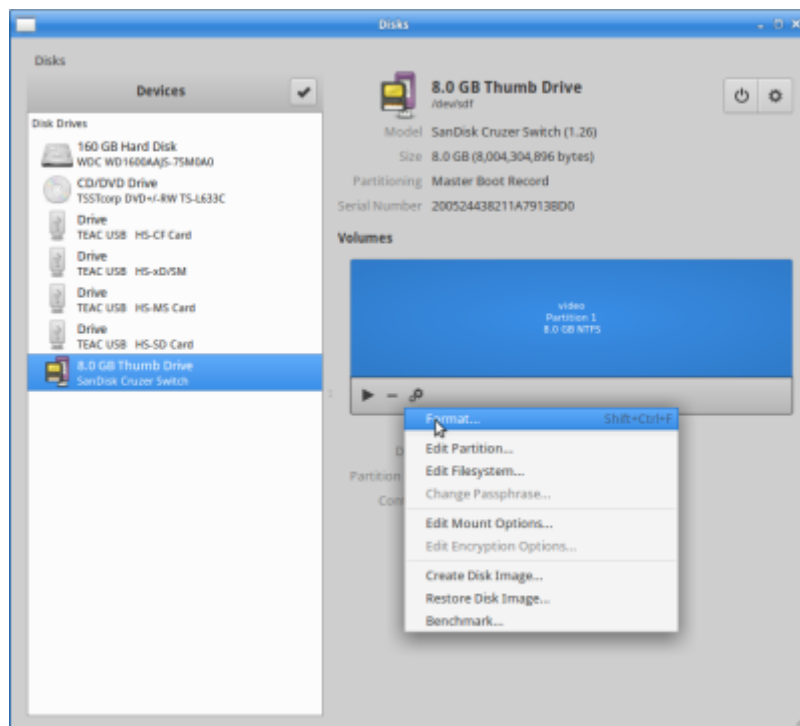 Disks
Disks
Devices
Disk Drives
160 GB Hard Disk
WDC WD1600AAJS-75M0A0
CD/DVD Drive
TSSTcorp DVD+/-RW TS-L633C
Drive
TEAC USB HS-CF Card
Drive
TEAC USB HS-xD/SM
Drive
TEAC USB HS-MS Card
Drive
TEAC USB HS-SD Card
8.0 GB Thumb Drive
SanDisk Cruzer Switch
8.0 GB Thumb Drive
/dev/sdf
Model SanDisk Cruzer Switch (1.26)
Size 8.0 GB (8,004,304,896 bytes)
Partitioning Master Boot Record
Serial Number 200524438211A7913BD0
Volumes
video
Partition 1
8.0 GB NTFS
D
Partition
Con
Format... Shift+Ctrl+F
Edit Partition...
Edit Filesystem...
Change Passphrase...
Edit Mount Options...
Edit Encryption Options...
Create Disk Image...
Restore Disk Image...
Benchmark...